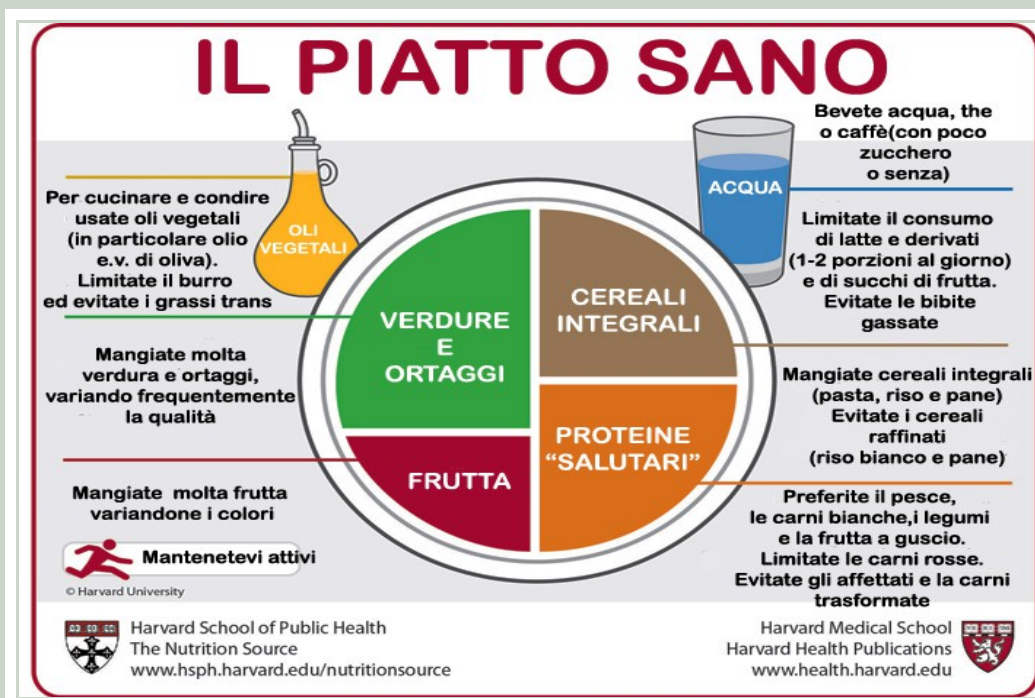 IL PIATTO SANO
Per cucinare e condire
usate oli vegetali
(in particolare olio
e.v. di oliva).
Limitate il burro
ed evitate i grassi trans
Mangiate molta
verdura e ortaggi,
variando frequentemente
la qualità
Mangiate molta frutta
variandone i colori
Mantenetevi attivi
© Harvard University
OLI
VEGETALI
VERDURE
E
ORTAGGI
FRUTTA
CEREALI
INTEGRALI
PROTEINE
“SALUTARI”
ACQUA
Bevete acqua, the
o caffè(con poco
zucchero
o senza)
Limitate il consumo
di latte e derivati
(1-2 porzioni al giorno)
e di succhi di frutta.
Evitate le bibite
gassate
Mangiate cereali integrali
(pasta, riso e pane)
Evitate i cereali
raffinati
(riso bianco e pane)
Preferite il pesce,
le carni bianche,i legumi
e la frutta a guscio.
Limitate le carni rosse.
Evitate gli affettati e la carni
trasformate
Harvard School of Public Health
The Nutrition Source
www.hsph.harvard.edu/nutritionsource
Harvard Medical School
Harvard Health Publications
www.health.harvard.edu